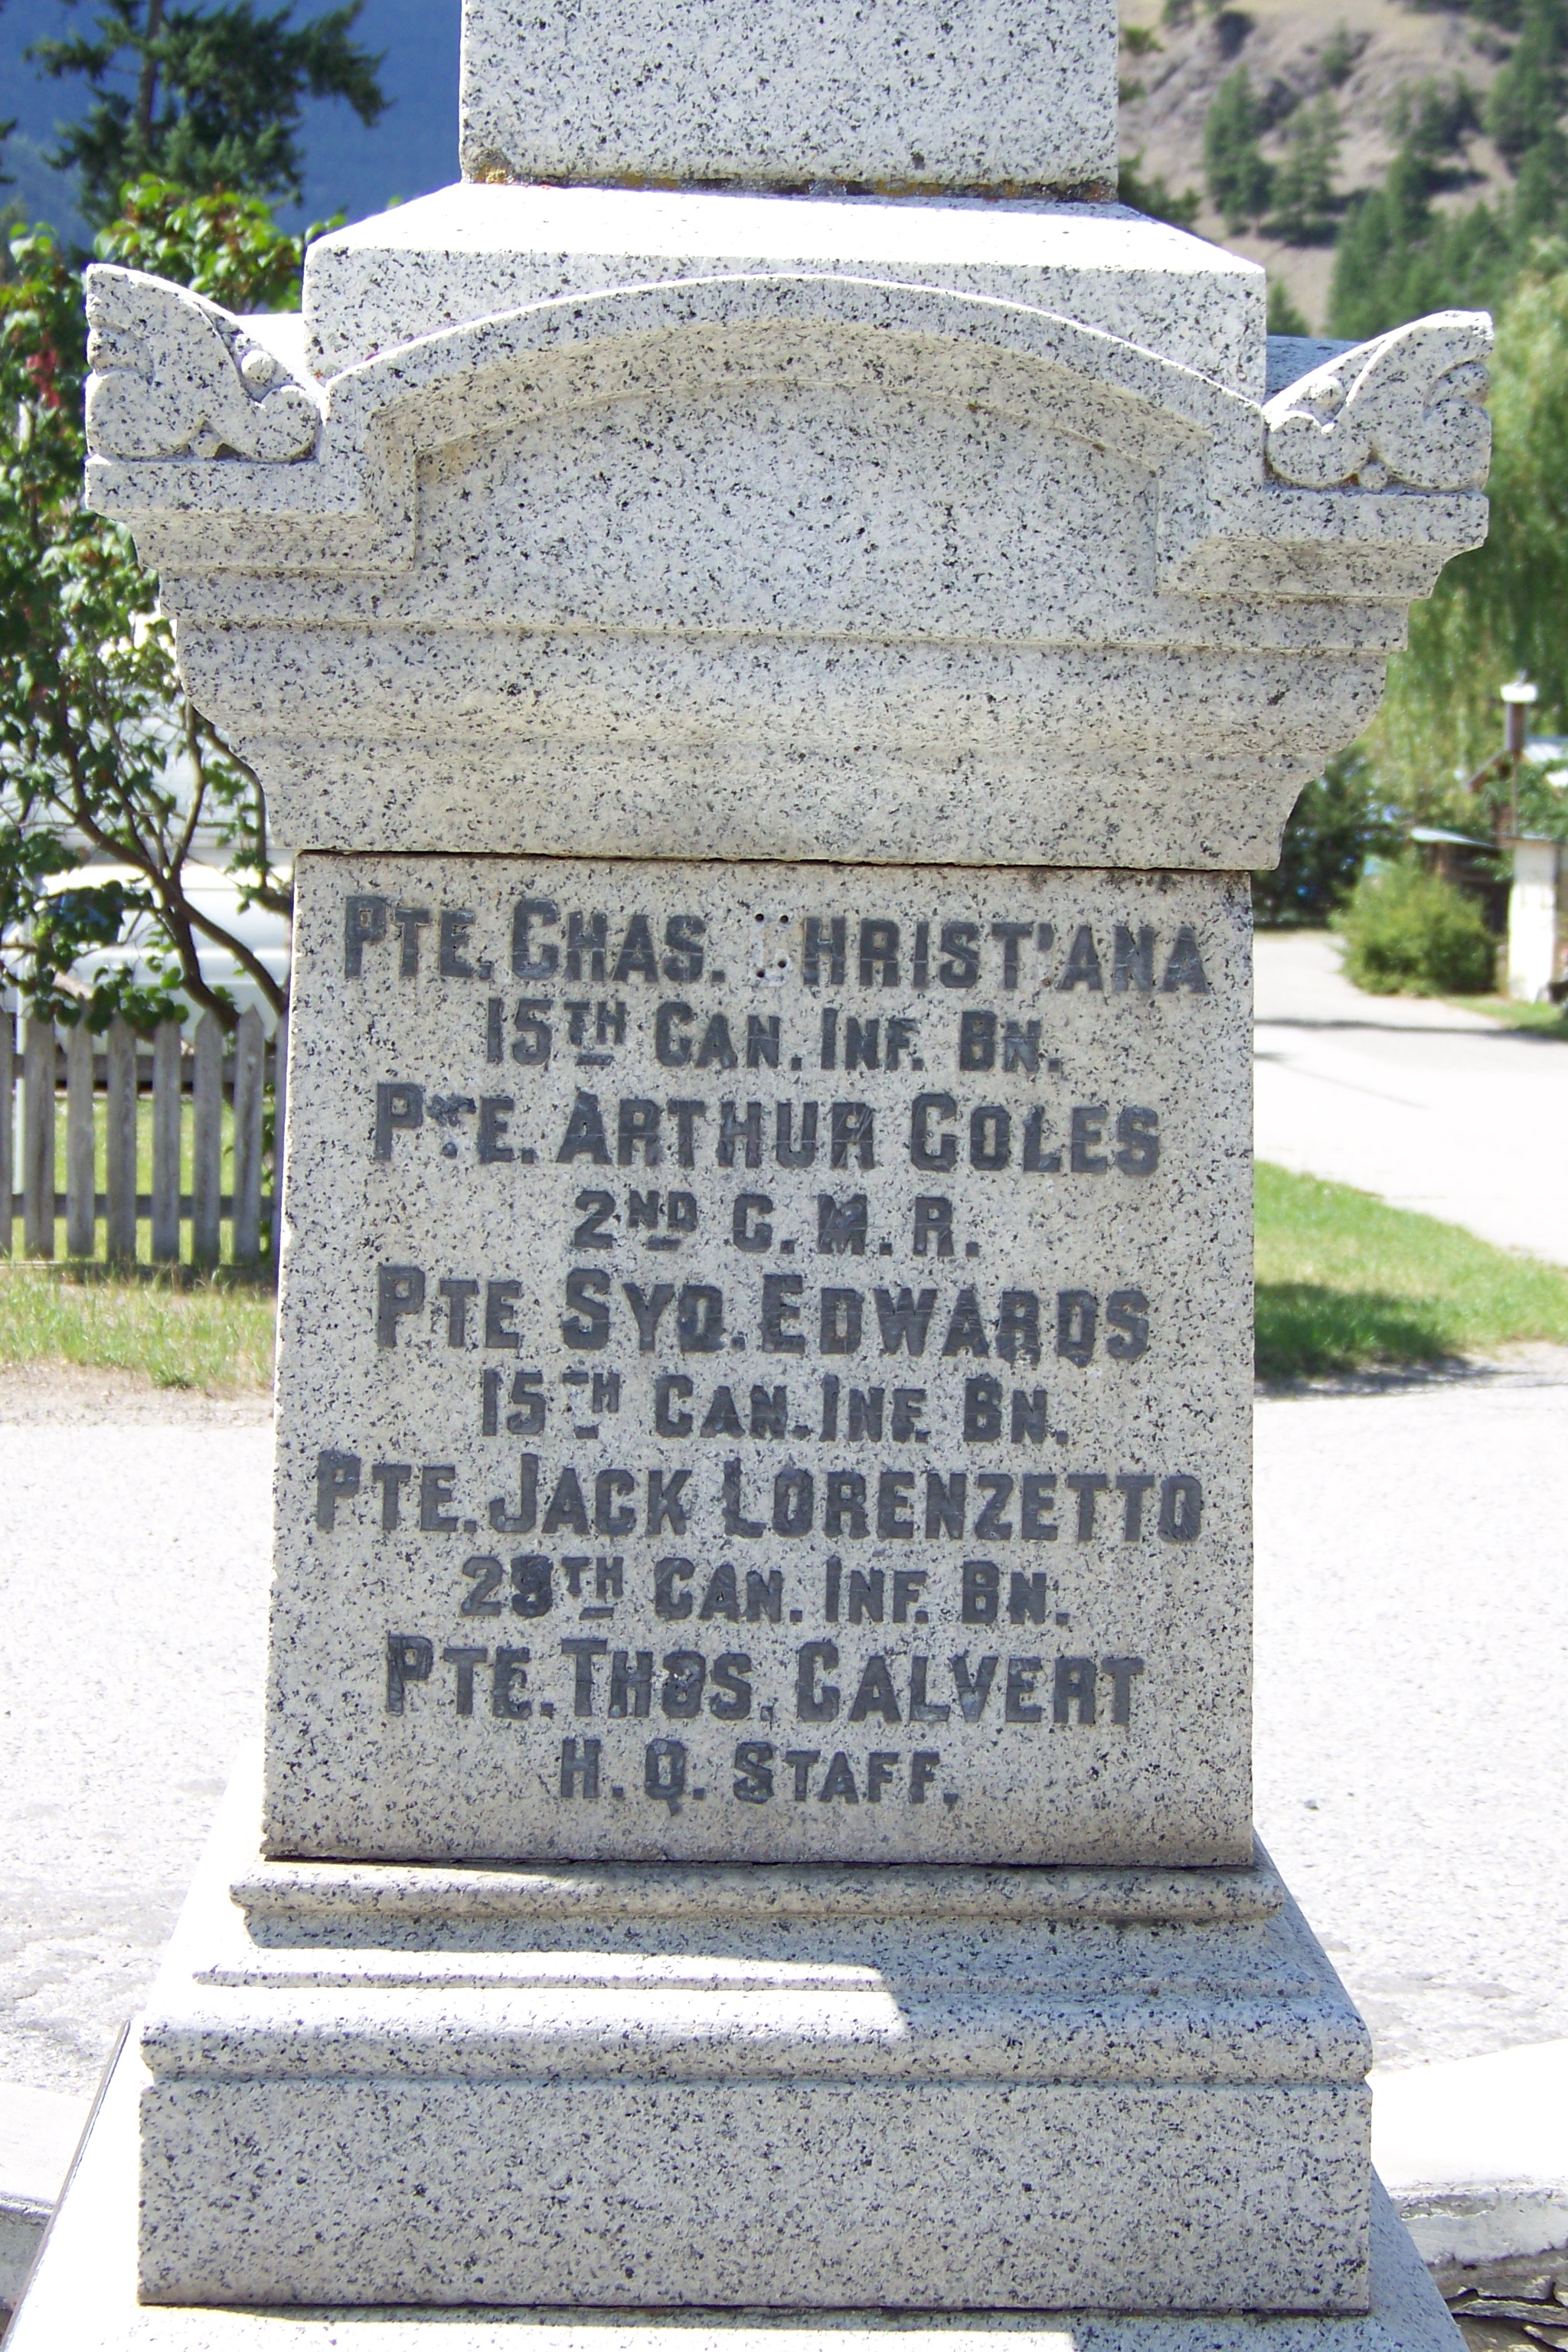 PTE. CHAS. CHRIST'ANA
15TH CAN. INF. BN.
PTE. ARTHUR COLES
2ND C. M. R.
PTE SYD. EDWARDS
15TH CAN. INF. BN.
PTE. JACK LORENZETTO
29TH CAN. INF. BN.
PTE. THOS. CALVERT
H. Q. STAFF.